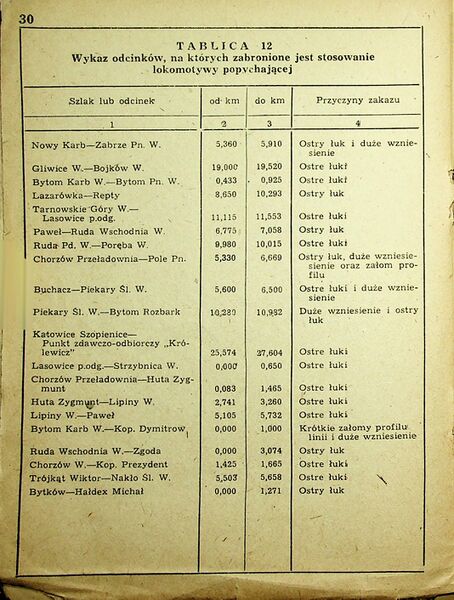 30
TABLICA 12
Wykaz odcinków, na których zabronione jest stosowanie
lokomotywy popychającej
Szlak lub odcinek od km do km Przyczyny zakazu
1 2 3 4
Nowy Karb—Zabrze Pn. W. 5,360 5,910 Ostry łuk i duże wznie-
sienie
Gliwice W.—Bojków W. 19,000 19,520 Ostre łuki
Bytom Karb W.—Bytom Pn. W. 0,433 0,925 Ostre łuki
Lazarówka—Repty 8,650 10,293 Ostry łuk
Tarnowskie Góry W.—
Lasowice p.odg. 11,115 11,553 Ostre łuki
Paweł—Ruda Wschodnia W. 6,775 7,058 Ostry łuk
Ruda Pd. W.—Poręba W. 9,980 10,015 Ostre łuki
Chorzów Przeładownia—Pole Pn. 5,330 6,669 Ostry łuk, duże wzniesie-
sienie oraz załom pro-
filu
Buchacz—Piekary Śl. W. 5,600 6,500 Ostre łuki i duże wznie-
sienie
Piekary Śl. W.—Bytom Rozbark 10,280 10,982 Duże wzniesienie i ostry
łuk
Katowice Szopienice—
Punkt zdawczo-odbiorczy „Kró-
lewicz" 25,574 27,604 Ostre łuki
Lasowice p.odg.—Strzybnica W. 0,000 0,650 Ostre łuki
Chorzów Przeładownia—Huta Zyg-
munt 0,083 1,465 Ostre łuki
Huta Zygmunt—Lipiny W. 2,741 3,260 Ostre łuki
Lipiny W.—Paweł 5,105 5,732 Ostre łuki
Bytom Karb W.—Kop. Dymitrow 0,000 1,000 Krótkie załomy profilu
linii i duże wzniesienie
Ruda Wschodnia W.—Zgoda 0,000 3,074 Ostry łuk
Chorzów W.—Kop. Prezydent 1,425 1,665 Ostre łuki
Trójkąt Wiktor—Nakło Śl. W. 5,503 5,658 Ostre łuki
Bytków—Hałdex Michał 0,000 1,271 Ostry łuk